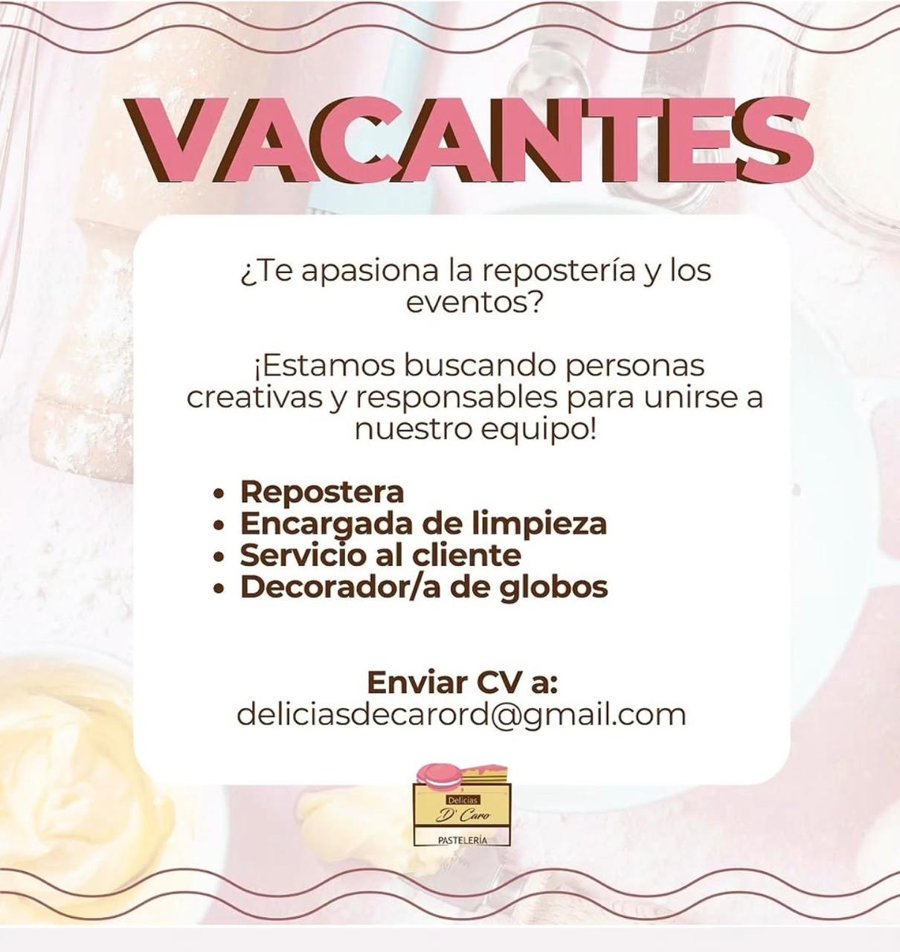 VACANTES
¿Te apasiona la repostería y los
eventos?
¡Estamos buscando personas
creativas y responsables para unirse a
nuestro equipo!
• Repostera
• Encargada de limpieza
• Servicio al cliente
• Decorador/a de globos
Enviar CV a:
deliciasdecarord@gmail.com
Delicias
D' Caro
PASTELERÍA